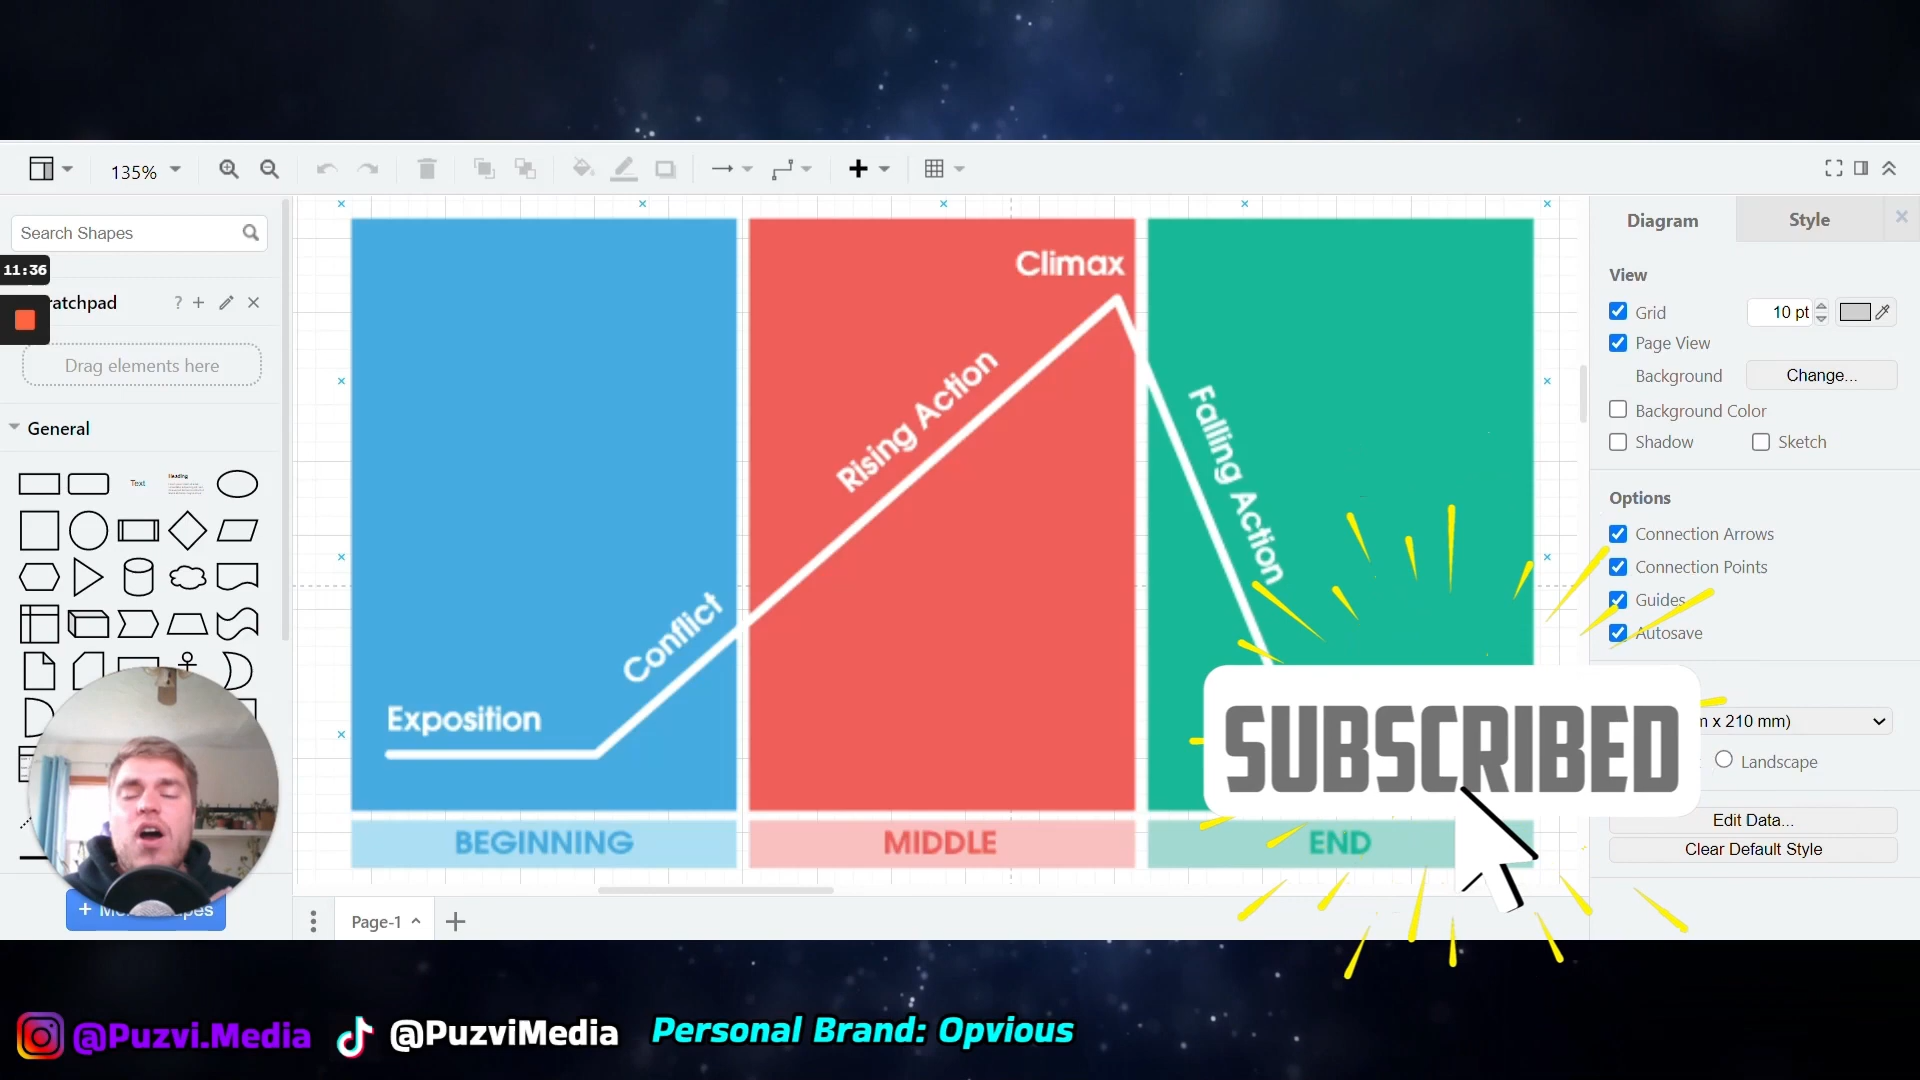 135%
Search Shapes
11:36
ratchpad
?
Drag elements here
General
Text
Heading
Page-1
Climax
Rising Action
Falling Action
Conflict
Exposition
BEGINNING
MIDDLE
END
SUBSCRIBED
Diagram
Style
View
Grid
10 pt
Page View
Background
Change...
Background Color
Shadow
Sketch
Options
Connection Arrows
Connection Points
Guides
Autosave
x 210 mm)
Landscape
Edit Data...
Clear Default Style
@Puzvi.Media
@PuzviMedia
Personal Brand: Opvious